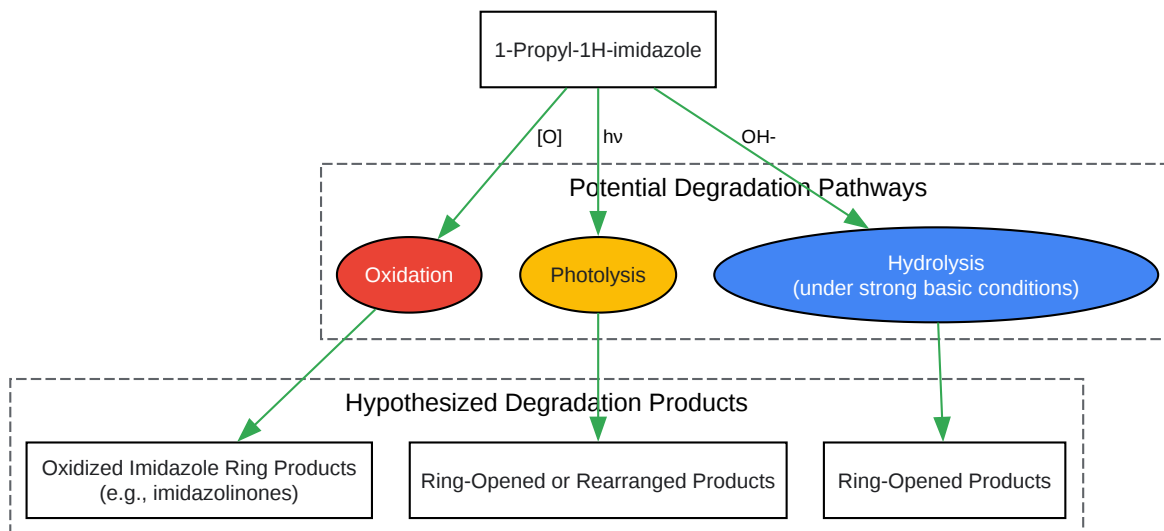 1-Propyl-1H-imidazole
[O]
hν
OH-
Potential Degradation Pathways
Oxidation
Photolysis
Hydrolysis
(under strong basic conditions)
Hypothesized Degradation Products
Oxidized Imidazole Ring Products
(e.g., imidazolinones)
Ring-Opened or Rearranged Products
Ring-Opened Products